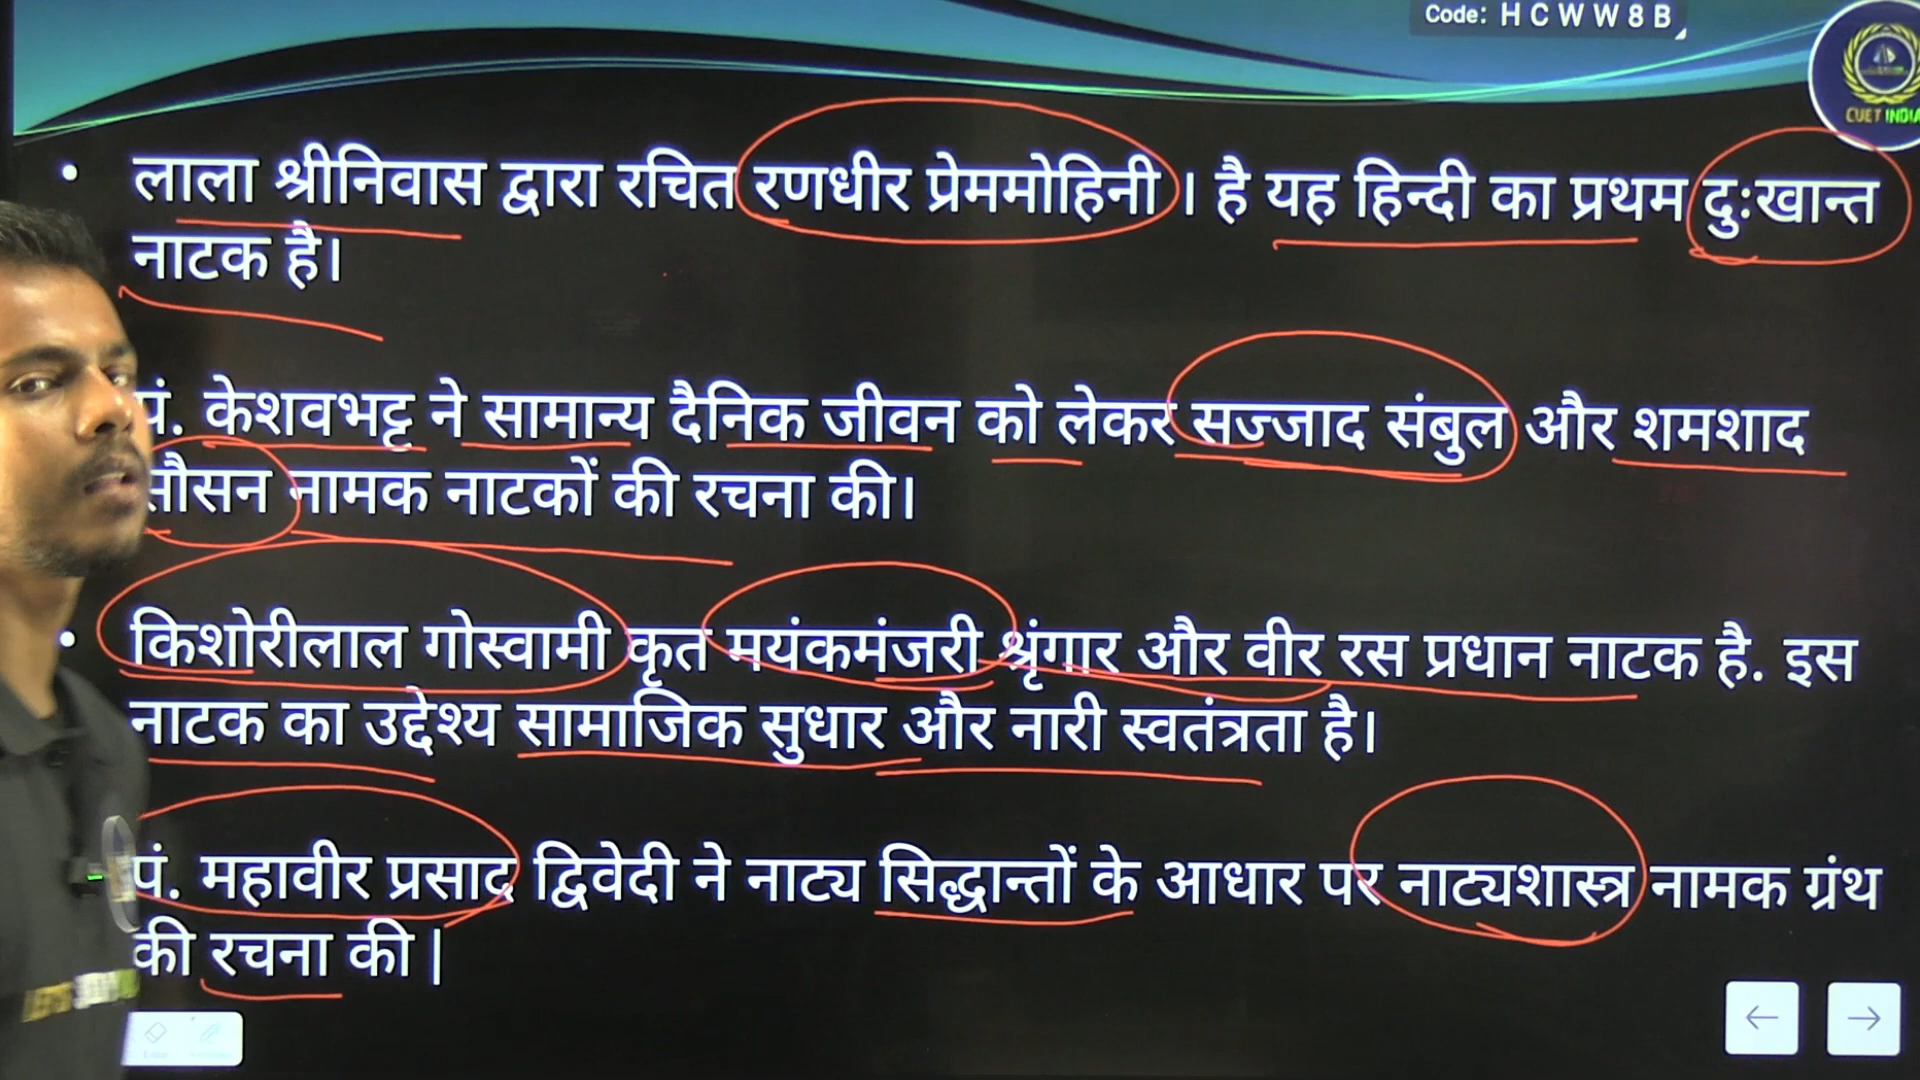 Code: H C W W 8 B
CUET INDIA
लाला श्रीनिवास द्वारा रचित रणधीर प्रेममोहिनी । है यह हिन्दी का प्रथम दुःखान्त
नाटक है।
पं. केशवभट्ट ने सामान्य दैनिक जीवन को लेकर सज्जाद संबुल और शमशाद
सौसन नामक नाटकों की रचना की।
किशोरीलाल गोस्वामी कृत मयंकमंजरी श्रृंगार और वीर रस प्रधान नाटक है. इस
नाटक का उद्देश्य सामाजिक सुधार और नारी स्वतंत्रता है।
पं. महावीर प्रसाद द्विवेदी ने नाट्य सिद्धान्तों के आधार पर नाट्यशास्त्र नामक ग्रंथ
की रचना की |